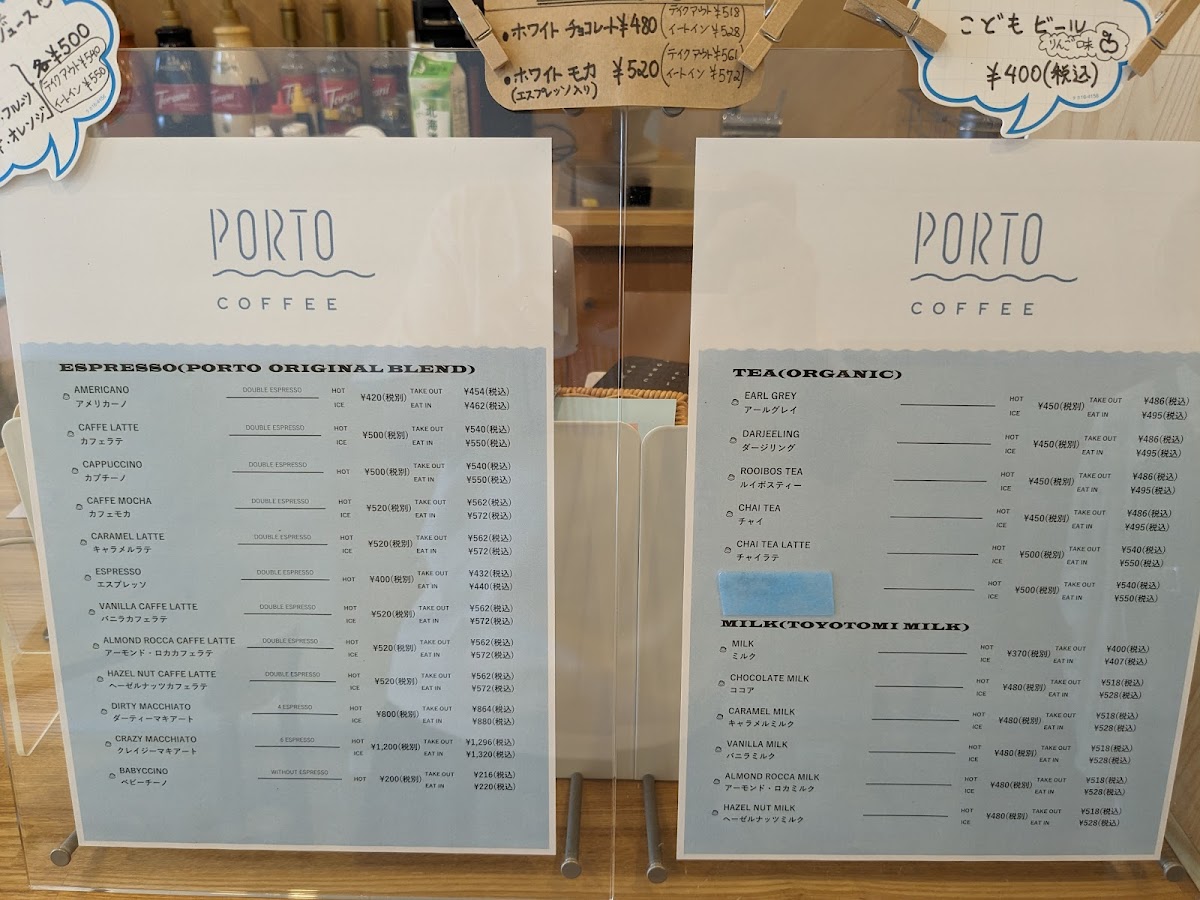 ュース
各¥500
テイクアウト¥540
イートイン¥550
フルーツ
オレンジ]
•ホワイト チョコレート¥480
テイクアウト¥518
イートイン¥528
•ホワイト モカ ¥520
(エスプレッソ入り)
テイクアウト¥561
イートイン¥572
こども ビール
りんご味
¥400(税込)
Torani
Torani
北海
PORTO
COFFEE
ESPRESSO(PORTO ORIGINAL BLEND)
AMERICANO DOUBLE ESPRESSO HOT TAKE OUT ¥454(税込)
アメリカーノ ICE ¥420(税別) EAT IN ¥462(税込)
CAFFE LATTE DOUBLE ESPRESSO HOT TAKE OUT ¥540(税込)
カフェラテ ICE ¥500(税別) EAT IN ¥550(税込)
CAPPUCCINO DOUBLE ESPRESSO TAKE OUT ¥540(税込)
カプチーノ HOT ¥500(税別) EAT IN ¥550(税込)
CAFFE MOCHA DOUBLE ESPRESSO HOT TAKE OUT ¥562(税込)
カフェモカ ICE ¥520(税別) EAT IN ¥572(税込)
CARAMEL LATTE DOUBLE ESPRESSO HOT TAKE OUT ¥562(税込)
キャラメルラテ ICE ¥520(税別) EAT IN ¥572(税込)
ESPRESSO DOUBLE ESPRESSO TAKE OUT ¥432(税込)
エスプレッソ HOT ¥400(税別) EAT IN ¥440(税込)
VANILLA CAFFE LATTE DOUBLE ESPRESSO HOT TAKE OUT ¥562(税込)
バニラカフェラテ ICE ¥520(税別) EAT IN ¥572(税込)
ALMOND ROCCA CAFFE LATTE DOUBLE ESPRESSO HOT TAKE OUT ¥562(税込)
アーモンド・ロカカフェラテ ICE ¥520(税別) EAT IN ¥572(税込)
HAZEL NUT CAFFE LATTE DOUBLE ESPRESSO HOT TAKE OUT ¥562(税込)
ヘーゼルナッツカフェラテ ICE ¥520(税別) EAT IN ¥572(税込)
DIRTY MACCHIATO 4 ESPRESSO HOT TAKE OUT ¥864(税込)
ダーティーマキアート ICE ¥800(税別) EAT IN ¥880(税込)
CRAZY MACCHIATO 6 ESPRESSO HOT TAKE OUT ¥1,296(税込)
クレイジーマキアート ICE ¥1,200(税別) EAT IN ¥1,320(税込)
BABYCCINO WITHOUT ESPRESSO TAKE OUT ¥216(税込)
ベビーチーノ HOT ¥200(税別) EAT IN ¥220(税込)
PORTO
COFFEE
TEA(ORGANIC)
EARL GREY HOT TAKE OUT ¥486(税込)
アールグレイ ICE ¥450(税別) EAT IN ¥495(税込)
DARJEELING HOT TAKE OUT ¥486(税込)
ダージリング ICE ¥450(税別) EAT IN ¥495(税込)
ROOIBOS TEA HOT TAKE OUT ¥486(税込)
ルイボスティー ICE ¥450(税別) EAT IN ¥495(税込)
CHAI TEA HOT TAKE OUT ¥486(税込)
チャイ ICE ¥450(税別) EAT IN ¥495(税込)
CHAI TEA LATTE HOT TAKE OUT ¥540(税込)
チャイラテ ICE ¥500(税別) EAT IN ¥550(税込)
HOT TAKE OUT ¥540(税込)
ICE ¥500(税別) EAT IN ¥550(税込)
MILK(TOYOTOMI MILK)
MILK HOT TAKE OUT ¥400(税込)
ミルク ICE ¥370(税別) EAT IN ¥407(税込)
CHOCOLATE MILK HOT TAKE OUT ¥518(税込)
ココア ICE ¥480(税別) EAT IN ¥528(税込)
CARAMEL MILK HOT TAKE OUT ¥518(税込)
キャラメルミルク ICE ¥480(税別) EAT IN ¥528(税込)
VANILLA MILK HOT TAKE OUT ¥518(税込)
バニラミルク ICE ¥480(税別) EAT IN ¥528(税込)
ALMOND ROCCA MILK HOT TAKE OUT ¥518(税込)
アーモンド・ロカミルク ICE ¥480(税別) EAT IN ¥528(税込)
HAZEL NUT MILK HOT TAKE OUT ¥518(税込)
ヘーゼルナッツミルク ICE ¥480(税別) EAT IN ¥528(税込)